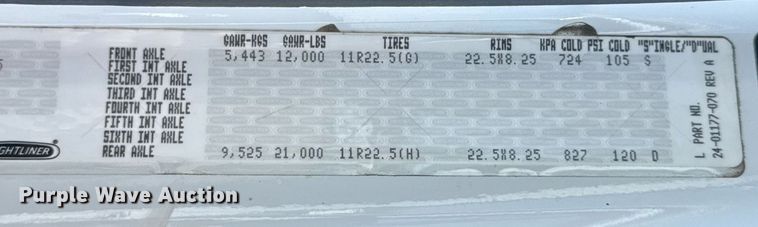 GAWR-KGS GAWR-LBS TIRES RIMS KPA COLD PSI COLD "S"INGLE/"D"UAL
FRONT AXLE 5,443 12,000 11R22.5(G) 22.5X8.25 724 105 S
FIRST INT AXLE
SECOND INT AXLE
THIRD INT AXLE
FOURTH INT AXLE
FIFTH INT AXLE
SIXTH INT AXLE
REAR AXLE 9,525 21,000 11R22.5(H) 22.5X8.25 827 120 D
L PART NO.
24-01177-070 REV A
GHTLINER
Purple Wave Auction